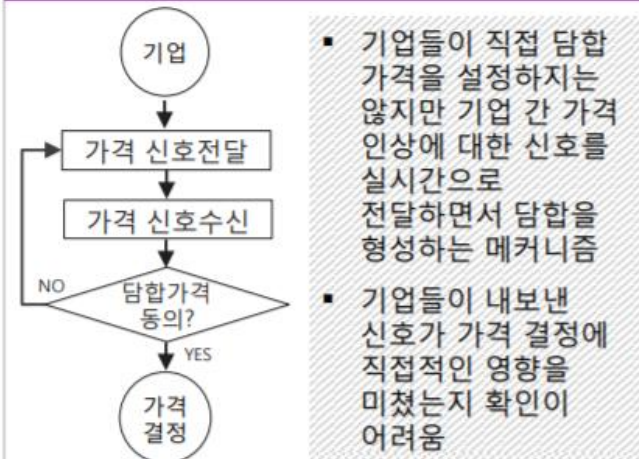 기업
가격 신호전달
가격 신호수신
NO
담합가격
동의?
YES
가격
결정
▪ 기업들이 직접 담합
가격을 설정하지는
않지만 기업 간 가격
인상에 대한 신호를
실시간으로
전달하면서 담합을
형성하는 메커니즘
▪ 기업들이 내보낸
신호가 가격 결정에
직접적인 영향을
미쳤는지 확인이
어려움